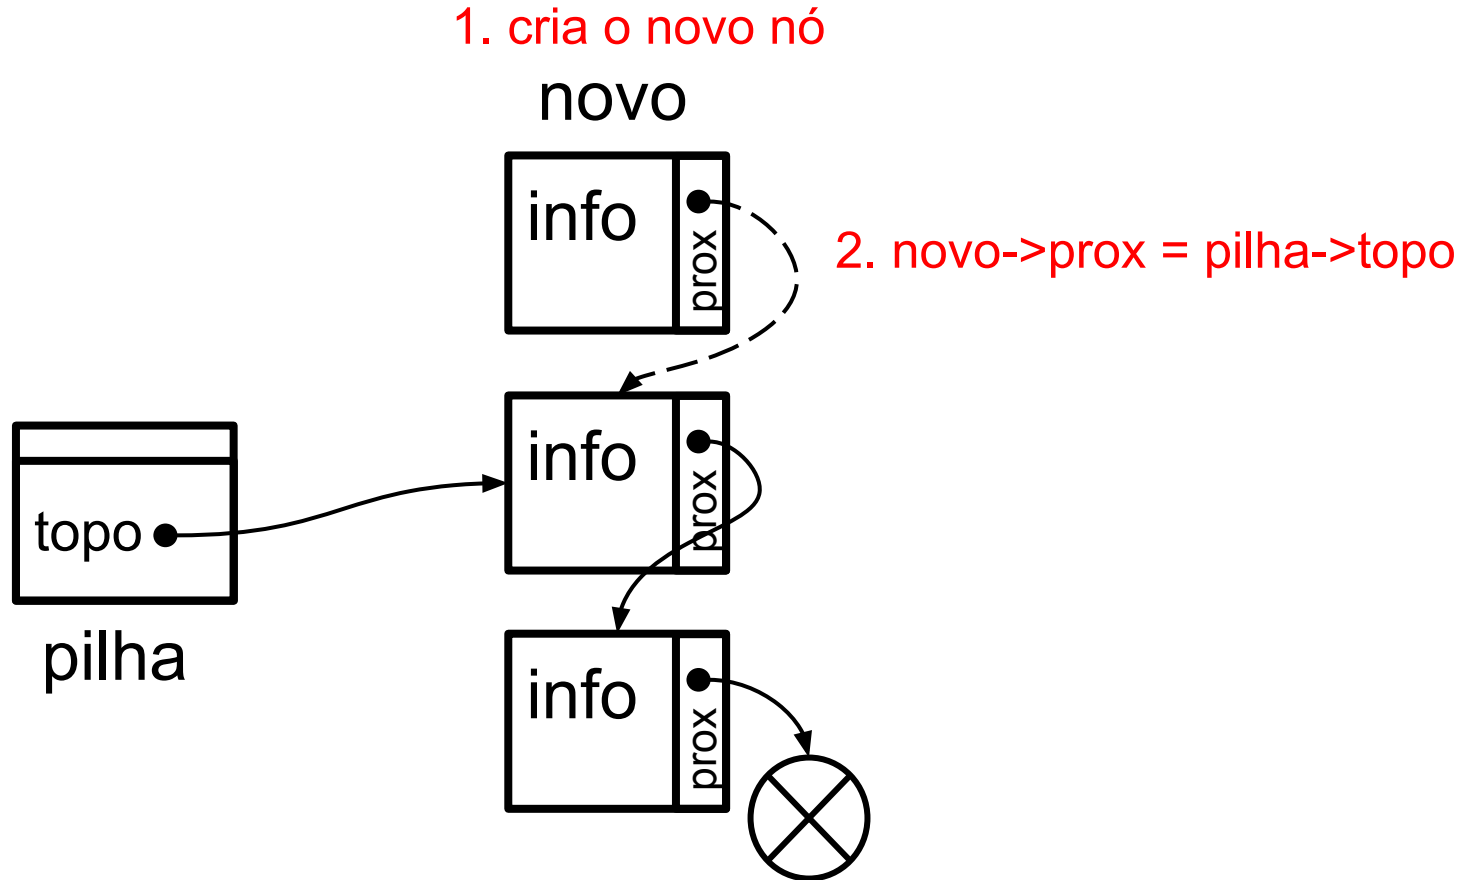 1. cria o novo nó
novo
info
prox
2. novo->prox = pilha->topo
info
prox
topo
pilha
info
prox